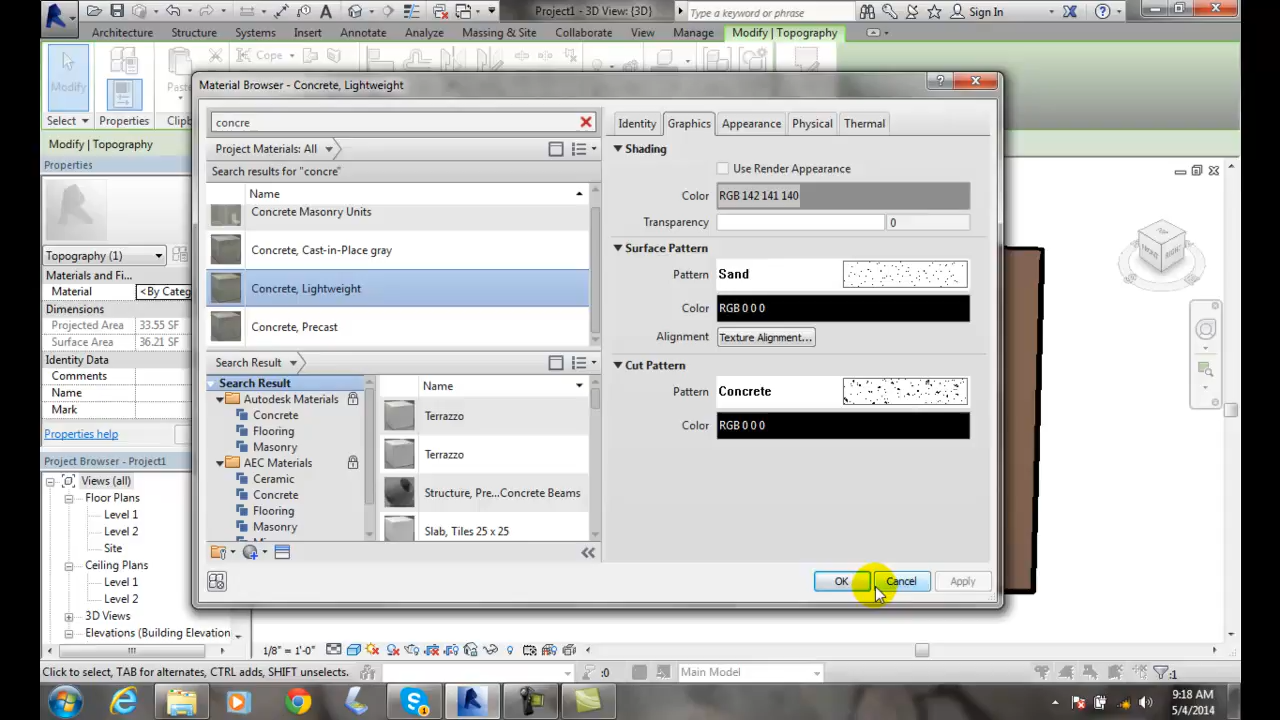 Project1 - 3D View: {3D}
Type a keyword or phrase
Sign In
Architecture
Structure
Systems
Insert
Annotate
Analyze
Massing & Site
Collaborate
View
Manage
Modify | Topography
Modify
Cope
Select
Properties
Modify | Topography
Properties
Topography (1)
Materials and Fi...
Material
<By Categ
Dimensions
Projected Area
33.55 SF
Surface Area
36.21 SF
Identity Data
Comments
Name
Mark
Properties help
Project Browser - Project1
Views (all)
Floor Plans
Level 1
Level 2
Site
Ceiling Plans
Level 1
Level 2
3D Views
Elevations (Building Elevation
Material Browser - Concrete, Lightweight
concre
Project Materials: All
Search results for "concre"
Name
Concrete Masonry Units
Concrete, Cast-in-Place gray
Concrete, Lightweight
Concrete, Precast
Search Result
Search Result
Autodesk Materials
Concrete
Flooring
Masonry
AEC Materials
Ceramic
Concrete
Flooring
Masonry
Name
Terrazzo
Terrazzo
Structure, Pre...Concrete Beams
Slab, Tiles 25 x 25
Identity
Graphics
Appearance
Physical
Thermal
Shading
Use Render Appearance
Color
RGB 142 141 140
Transparency
0
Surface Pattern
Pattern
Sand
Color
RGB 0 0 0
Alignment
Texture Alignment...
Cut Pattern
Pattern
Concrete
Color
RGB 0 0 0
OK
Cancel
Apply
1/8" = 1'-0"
Click to select, TAB for alternates, CTRL adds, SHIFT unselects.
:0
Main Model
:1
9:18 AM
5/4/2014